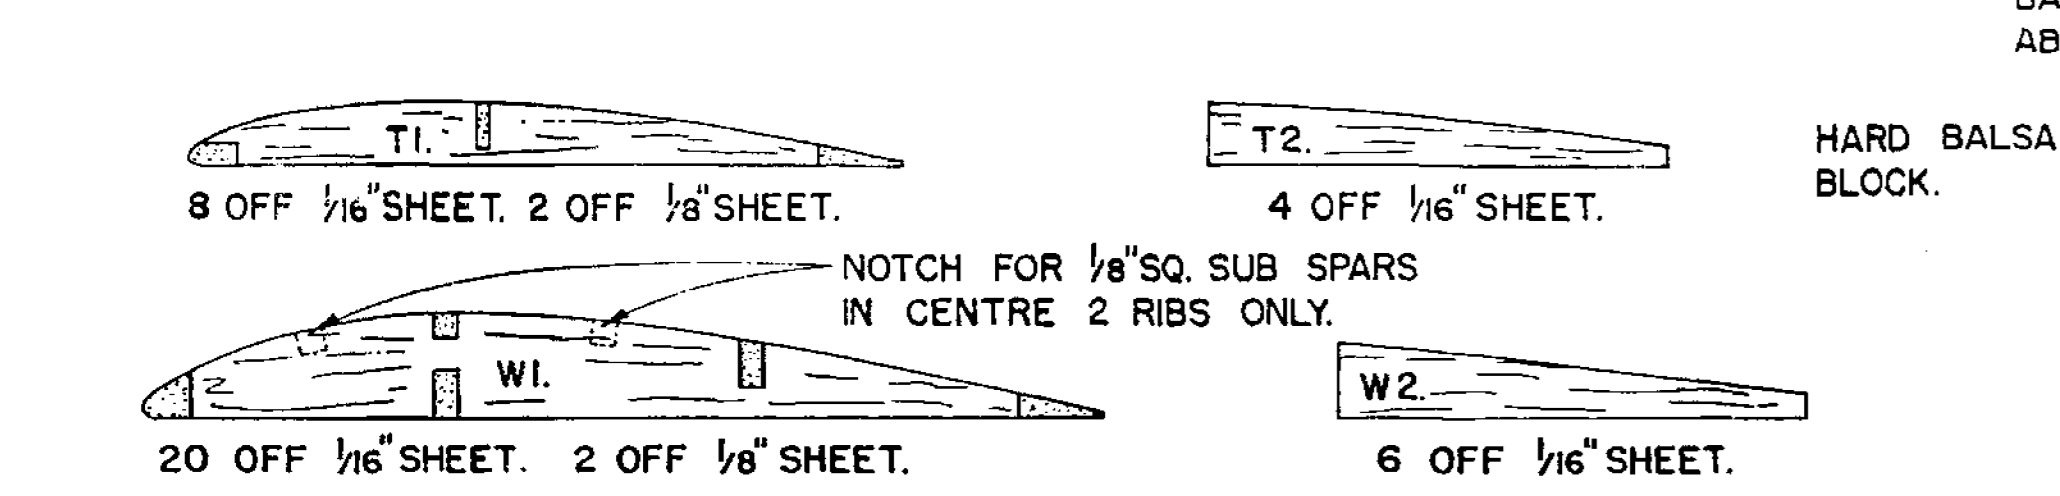 BA
AB
T1.
T2.
HARD BALSA
BLOCK.
8 OFF 1/16" SHEET. 2 OFF 1/8" SHEET.
4 OFF 1/16" SHEET.
NOTCH FOR 1/8" SQ. SUB SPARS
IN CENTRE 2 RIBS ONLY.
W1.
W2.
20 OFF 1/16" SHEET. 2 OFF 1/8" SHEET.
6 OFF 1/16" SHEET.